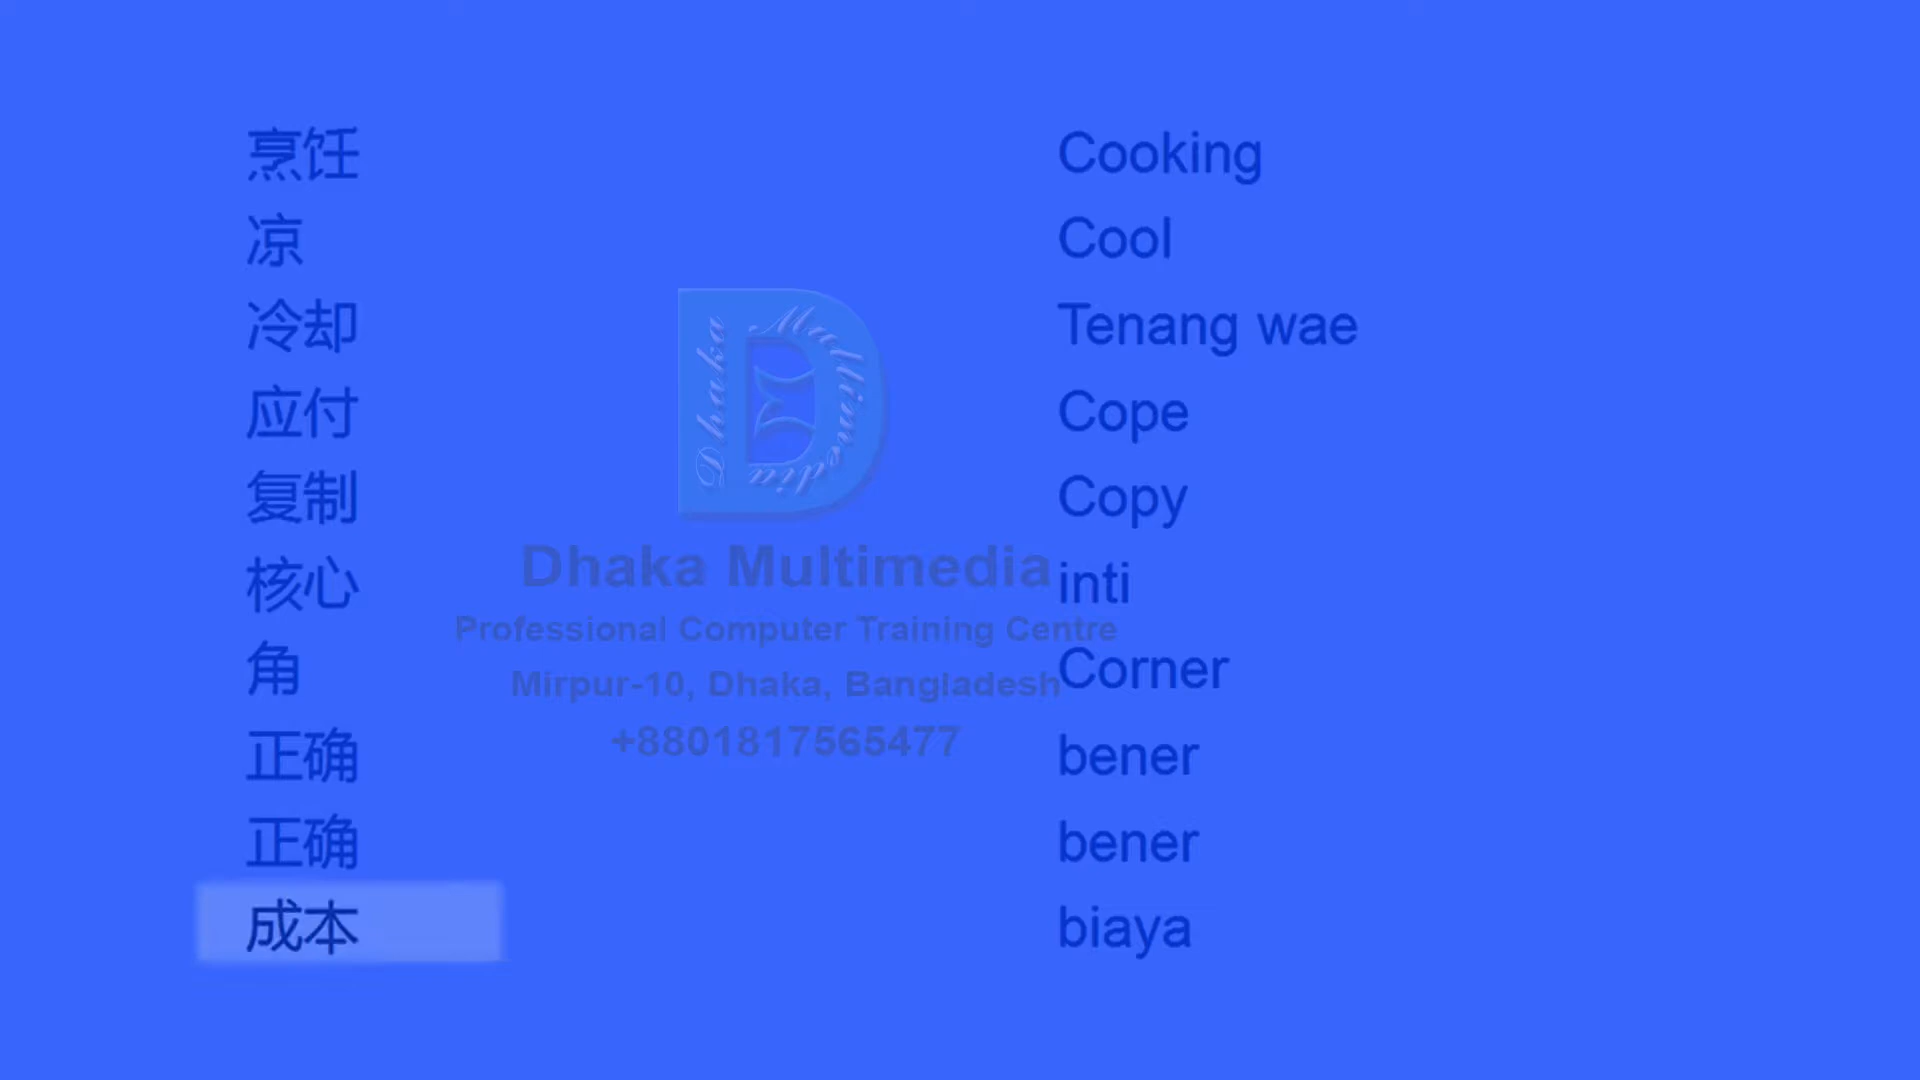 烹饪 Cooking
凉 Cool
冷却 Tenang wae
应付 Cope
复制 Copy
核心 inti
角 Corner
正确 bener
正确 bener
成本 biaya
Dhaka Multimedia
Dhaka Multimedia
Professional Computer Training Centre
Mirpur-10, Dhaka, Bangladesh
+8801817565477